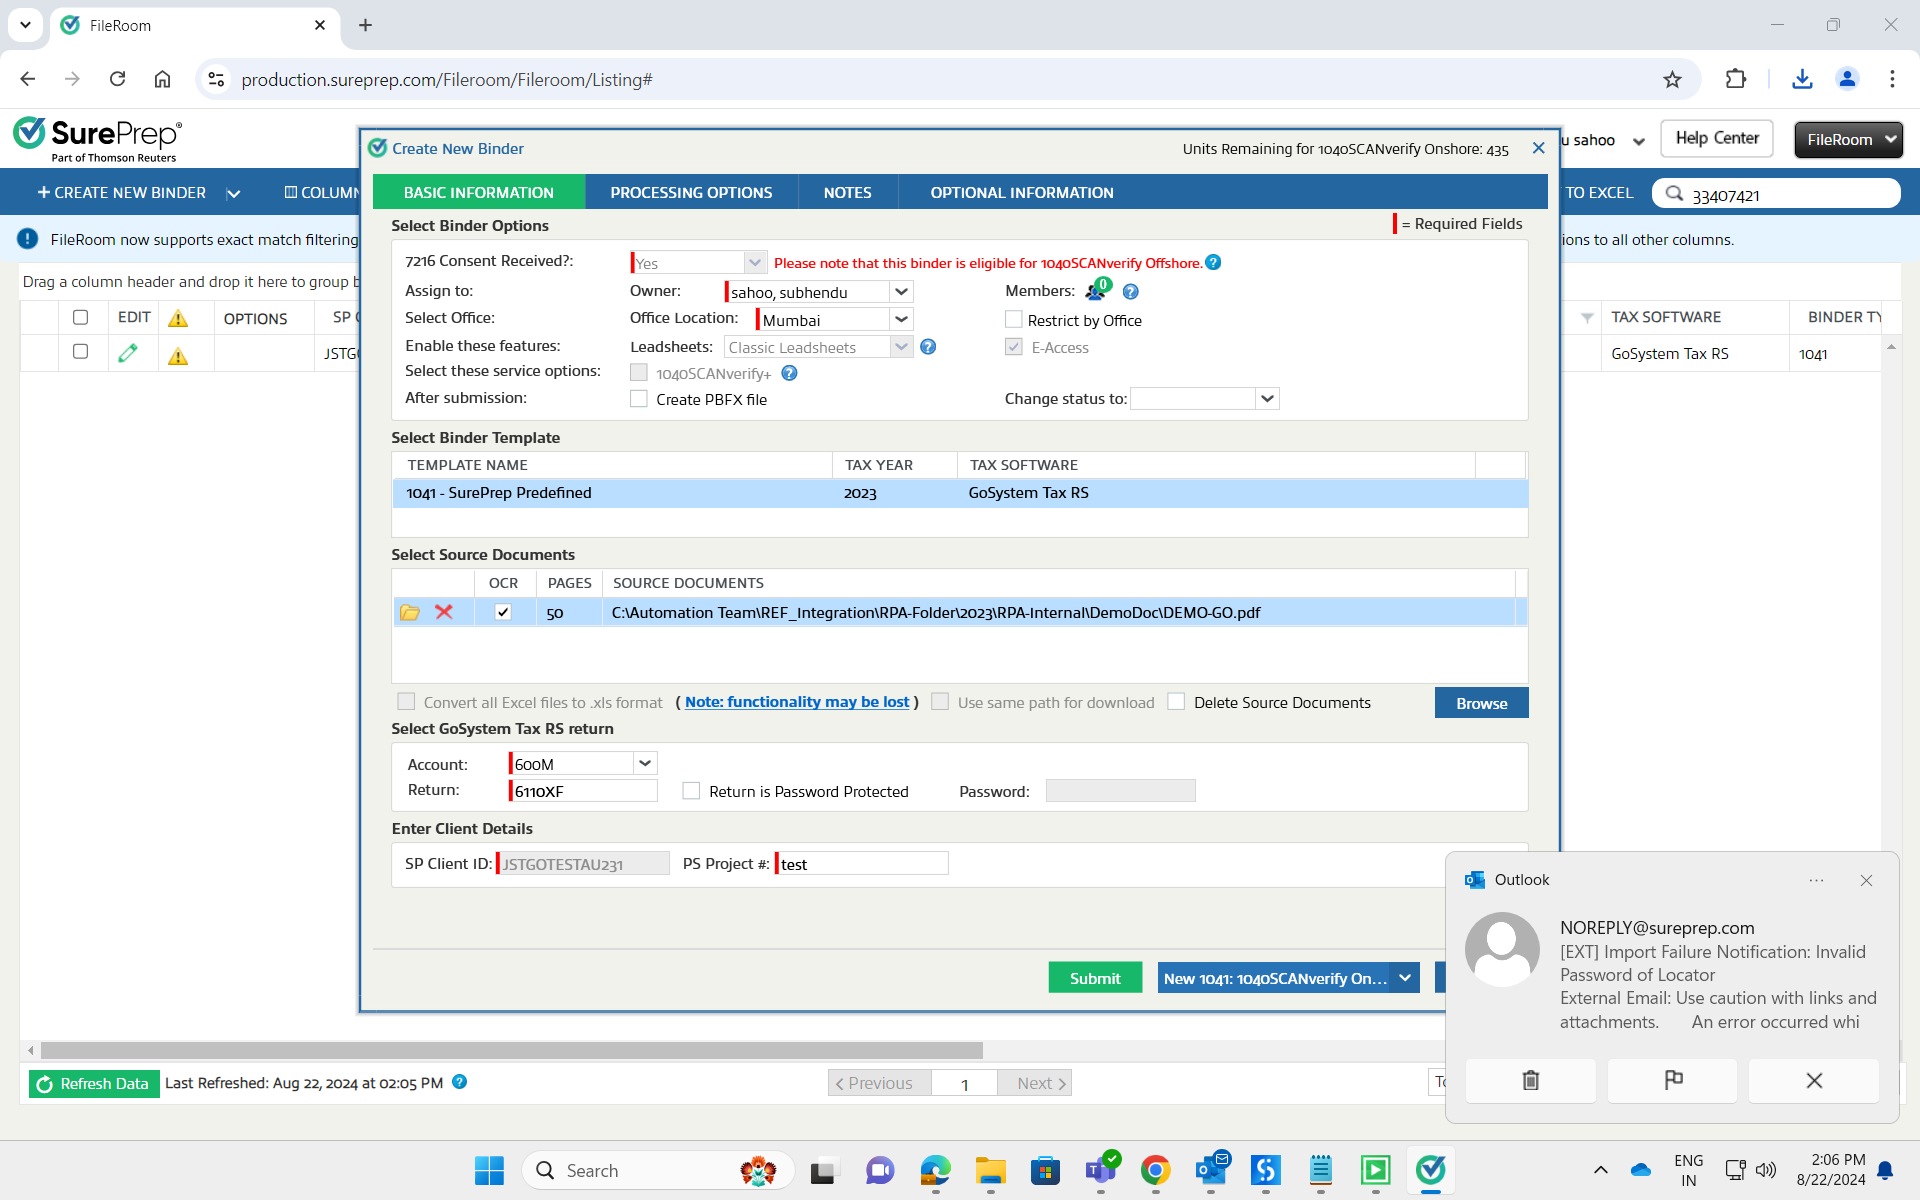 FileRoom
production.sureprep.com/Fileroom/Fileroom/Listing#
SurePrep®
Part of Thomson Reuters
u sahoo
Help Center
FileRoom
+ CREATE NEW BINDER
COLUMN
TO EXCEL
33407421
FileRoom now supports exact match filtering
ions to all other columns.
Drag a column header and drop it here to group b
EDIT
OPTIONS
SP C
TAX SOFTWARE
BINDER TY
JSTGO
GoSystem Tax RS
1041
Create New Binder
Units Remaining for 1040SCANverify Onshore: 435
BASIC INFORMATION
PROCESSING OPTIONS
NOTES
OPTIONAL INFORMATION
Select Binder Options
= Required Fields
7216 Consent Received?:
Yes
Please note that this binder is eligible for 1040SCANverify Offshore.
Assign to:
Owner:
sahoo, subhendu
Members:
0
Select Office:
Office Location:
Mumbai
Restrict by Office
Enable these features:
Leadsheets:
Classic Leadsheets
E-Access
Select these service options:
1040SCANverify+
After submission:
Create PBFX file
Change status to:
Select Binder Template
TEMPLATE NAME
TAX YEAR
TAX SOFTWARE
1041 - SurePrep Predefined
2023
GoSystem Tax RS
Select Source Documents
OCR
PAGES
SOURCE DOCUMENTS
50
C:\Automation Team\REF_Integration\RPA-Folder\2023\RPA-Internal\DemoDoc\DEMO-GO.pdf
Convert all Excel files to .xls format
( Note: functionality may be lost )
Use same path for download
Delete Source Documents
Browse
Select GoSystem Tax RS return
Account:
600M
Return:
6110XF
Return is Password Protected
Password:
Enter Client Details
SP Client ID:
JSTGOTESTAU231
PS Project #:
test
Submit
New 1041: 1040SCANverify On...
Outlook
NOREPLY@sureprep.com
[EXT] Import Failure Notification: Invalid
Password of Locator
External Email: Use caution with links and
attachments. An error occurred whi
Refresh Data
Last Refreshed: Aug 22, 2024 at 02:05 PM
Previous
1
Next
To
Search
ENG
IN
2:06 PM
8/22/2024